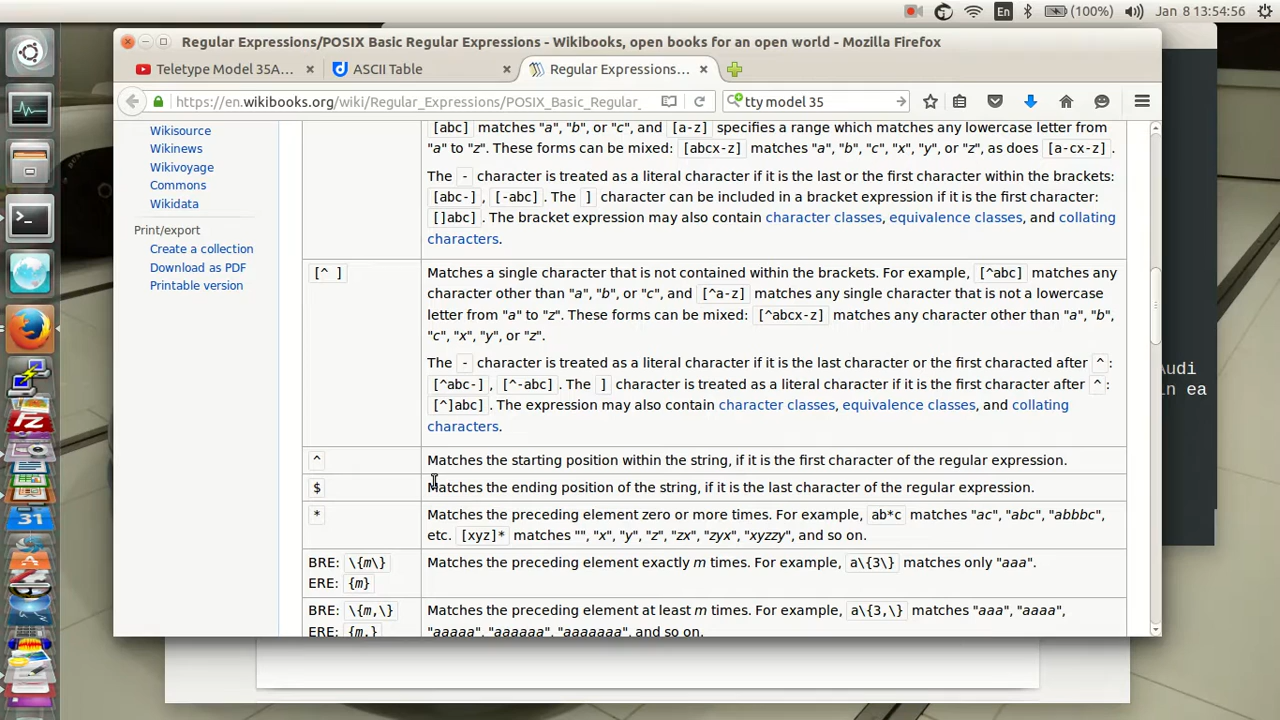 En
(100%)
Jan 8 13:54:56
Regular Expressions/POSIX Basic Regular Expressions - Wikibooks, open books for an open world - Mozilla Firefox
Teletype Model 35A...
ASCII Table
Regular Expressions...
https://en.wikibooks.org/wiki/Regular_Expressions/POSIX_Basic_Regular_
tty model 35
Wikisource
Wikinews
Wikivoyage
Commons
Wikidata
Print/export
Create a collection
Download as PDF
Printable version
[abc] matches "a", "b", or "c", and [a-z] specifies a range which matches any lowercase letter from
"a" to "z". These forms can be mixed: [abcx-z] matches "a", "b", "c", "x", "y", or "z", as does [a-cx-z].
The - character is treated as a literal character if it is the last or the first character within the brackets:
[abc-], [-abc]. The ] character can be included in a bracket expression if it is the first character:
[]abc]. The bracket expression may also contain character classes, equivalence classes, and collating
characters.
[^ ]
Matches a single character that is not contained within the brackets. For example, [^abc] matches any
character other than "a", "b", or "c", and [^a-z] matches any single character that is not a lowercase
letter from "a" to "z". These forms can be mixed: [^abcx-z] matches any character other than "a", "b",
"c", "x", "y", or "z".
The - character is treated as a literal character if it is the last character or the first characted after ^:
[^abc-], [^-abc]. The ] character is treated as a literal character if it is the first character after ^:
[^]abc]. The expression may also contain character classes, equivalence classes, and collating
characters.
^
Matches the starting position within the string, if it is the first character of the regular expression.
$
Matches the ending position of the string, if it is the last character of the regular expression.
*
Matches the preceding element zero or more times. For example, ab*c matches "ac", "abc", "abbbc",
etc. [xyz]* matches "", "x", "y", "z", "zx", "zyx", "xyzzy", and so on.
BRE: \{m\}
ERE: {m}
Matches the preceding element exactly m times. For example, a\{3\} matches only "aaa".
BRE: \{m,\}
ERE: {m,}
Matches the preceding element at least m times. For example, a\{3,\} matches "aaa", "aaaa",
"aaaaa", "aaaaaa", "aaaaaaa", and so on.
31
Audi
in ea